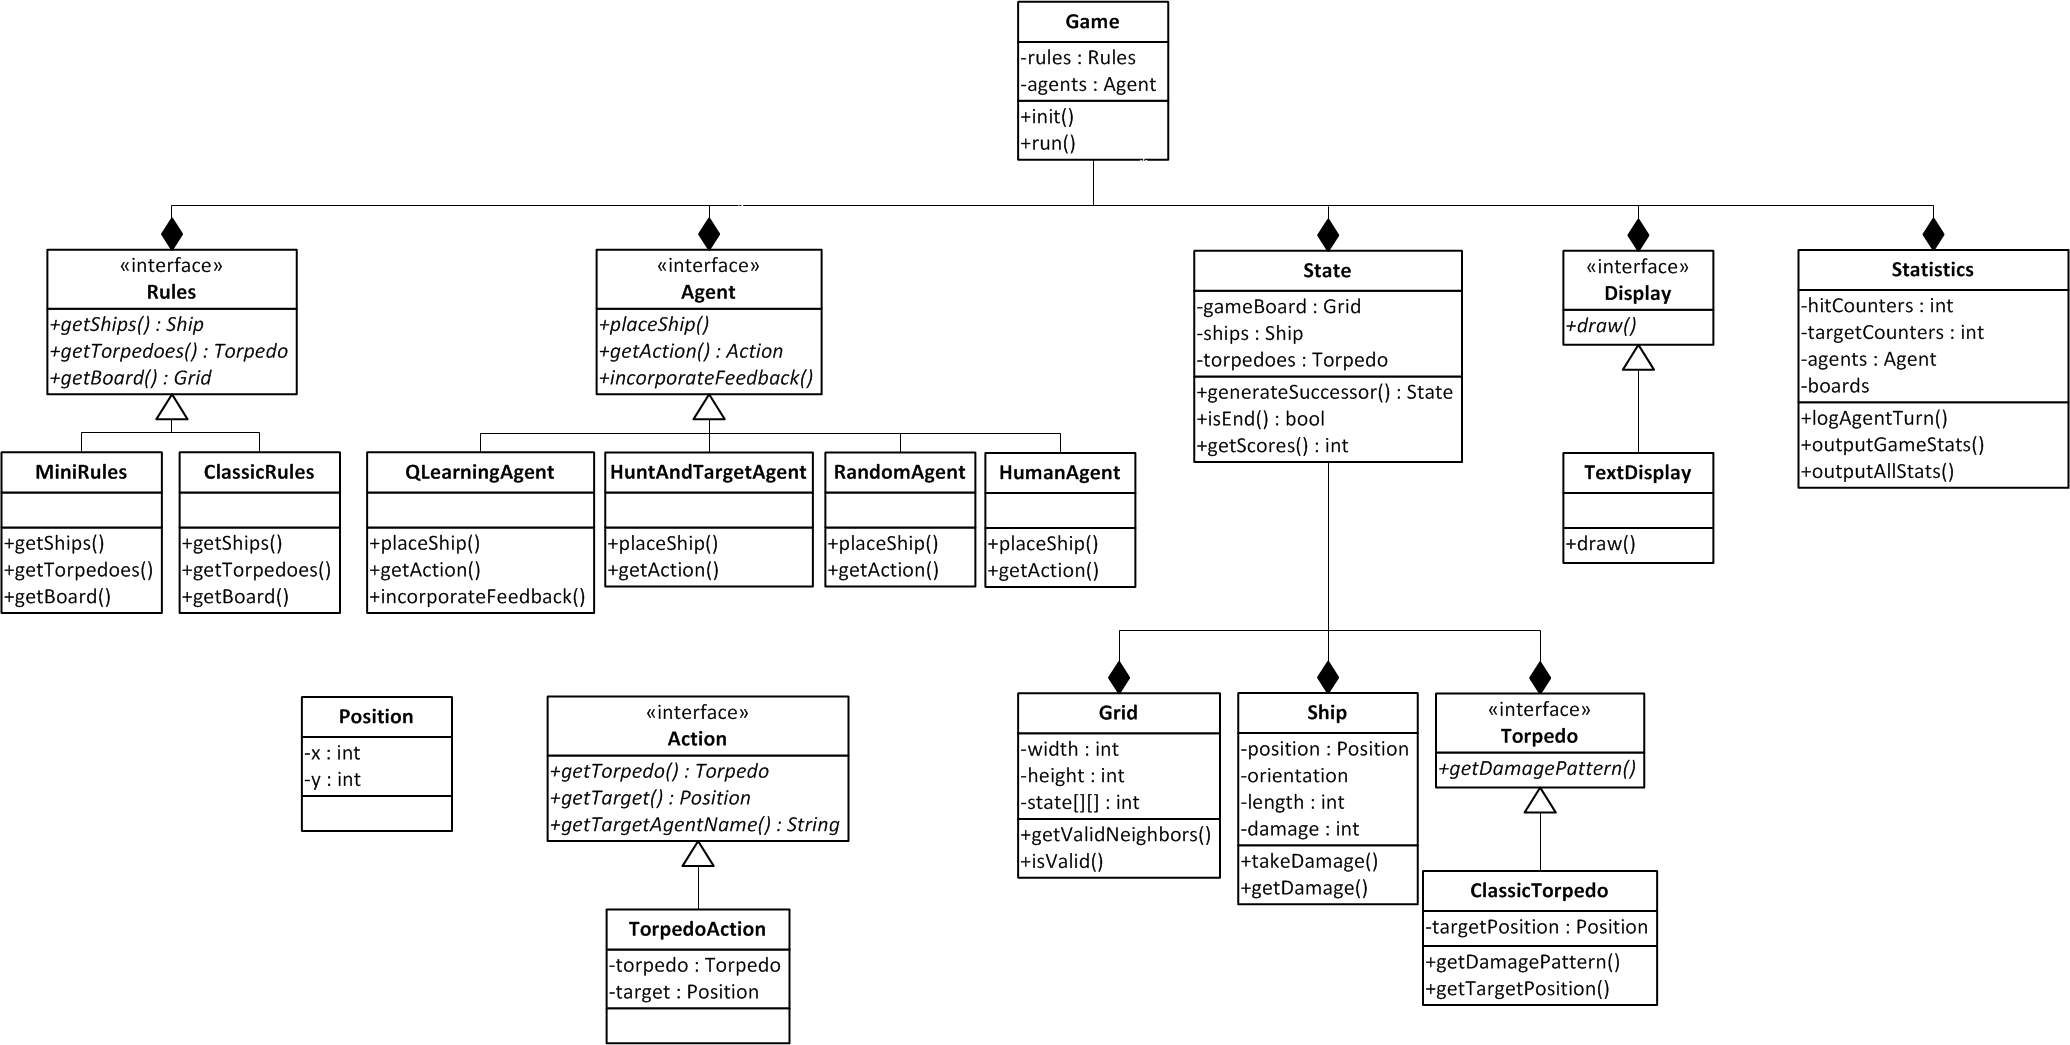 Game
-rules : Rules
-agents : Agent
+init()
+run()
«interface»
Rules
+getShips() : Ship
+getTorpedoes() : Torpedo
+getBoard() : Grid
«interface»
Agent
+placeShip()
+getAction() : Action
+incorporateFeedback()
State
-gameBoard : Grid
-ships : Ship
-torpedoes : Torpedo
+generateSuccessor() : State
+isEnd() : bool
+getScores() : int
«interface»
Display
+draw()
Statistics
-hitCounters : int
-targetCounters : int
-agents : Agent
-boards
+logAgentTurn()
+outputGameStats()
+outputAllStats()
MiniRules
+getShips()
+getTorpedoes()
+getBoard()
ClassicRules
+getShips()
+getTorpedoes()
+getBoard()
QLearningAgent
+placeShip()
+getAction()
+incorporateFeedback()
HuntAndTargetAgent
+placeShip()
+getAction()
RandomAgent
+placeShip()
+getAction()
HumanAgent
+placeShip()
+getAction()
TextDisplay
+draw()
Position
-x : int
-y : int
«interface»
Action
+getTorpedo() : Torpedo
+getTarget() : Position
+getTargetAgentName() : String
Grid
-width : int
-height : int
-state[][] : int
+getValidNeighbors()
+isValid()
Ship
-position : Position
-orientation
-length : int
-damage : int
+takeDamage()
+getDamage()
«interface»
Torpedo
+getDamagePattern()
TorpedoAction
-torpedo : Torpedo
-target : Position
ClassicTorpedo
-targetPosition : Position
+getDamagePattern()
+getTargetPosition()